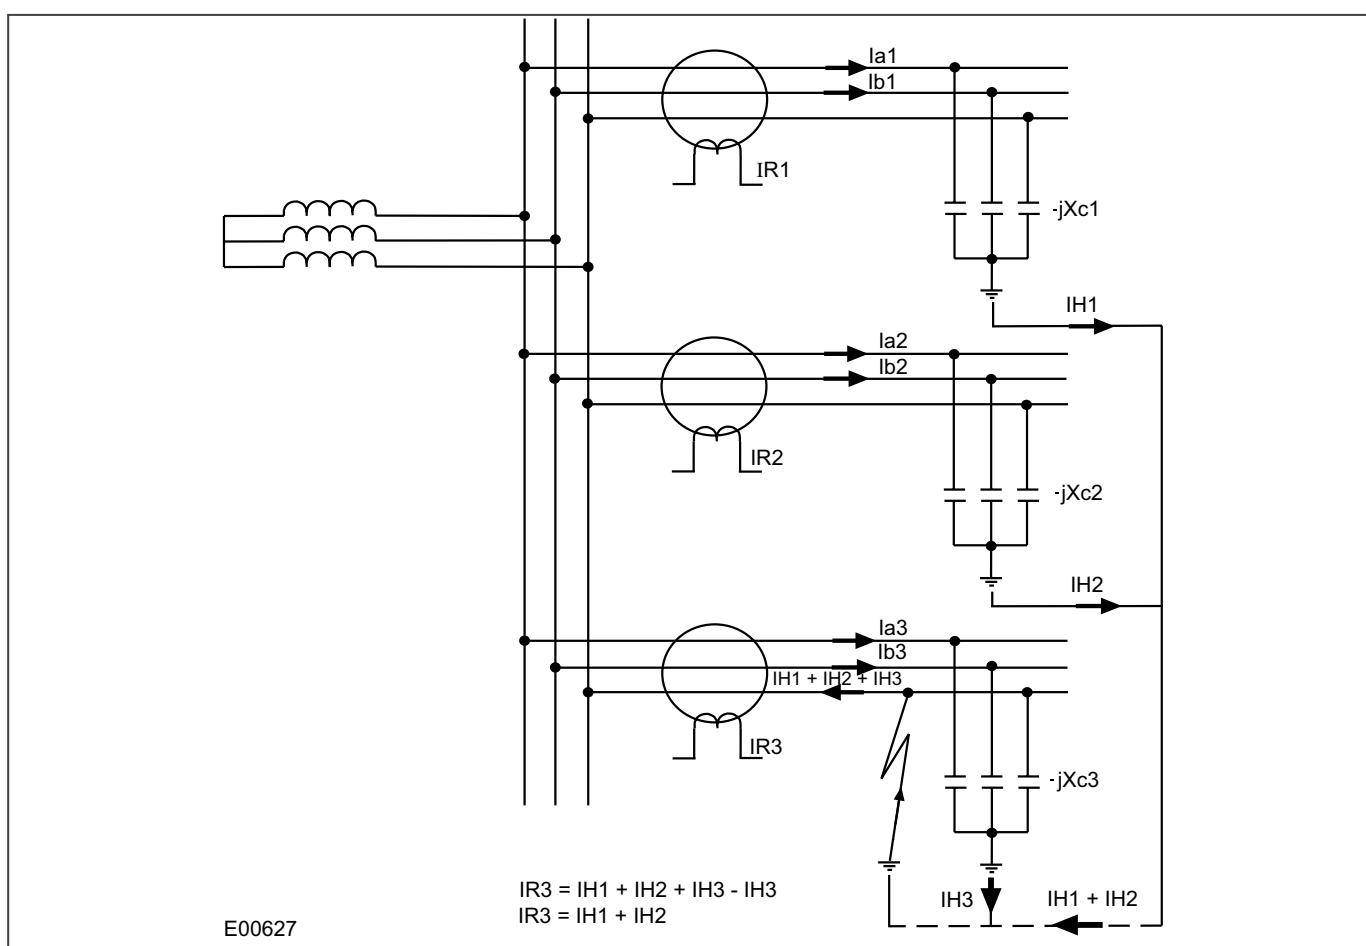 Ia1
Ib1
IR1
-jXc1
IH1
Ia2
Ib2
IR2
-jXc2
IH2
Ia3
Ib3
IH1 + IH2 + IH3
IR3
-jXc3
IR3 = IH1 + IH2 + IH3 - IH3
IR3 = IH1 + IH2
IH3
IH1 + IH2
E00627